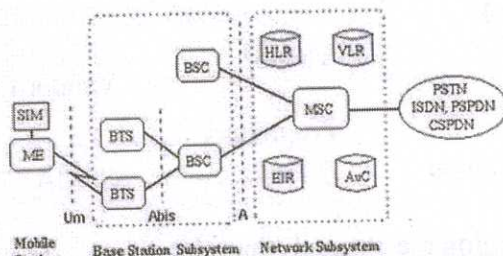 HLR
VLR
BSC
PSTN
ISDN, PSPDN
CSPDN
MSC
SIM
BTS
ME
BSC
BTS
EIR
AuC
Um
Abis
A
Mobile
Base Station Subsystem
Network Subsystem